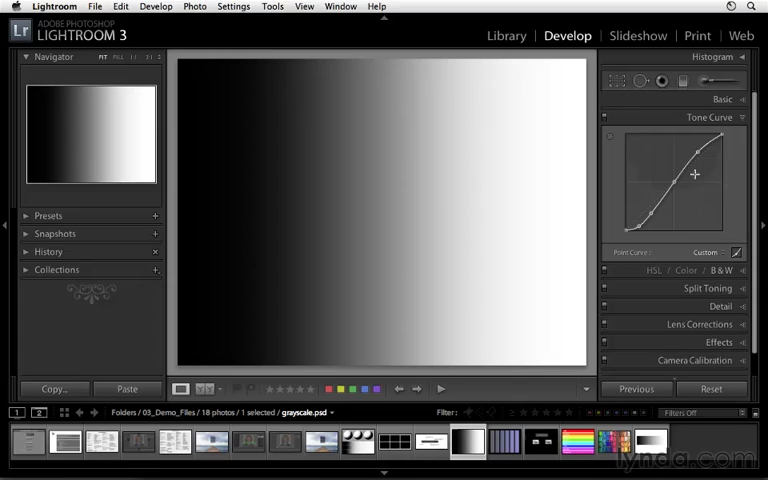 Lightroom File Edit Develop Photo Settings Tools View Window Help
Lr ADOBE PHOTOSHOP
LIGHTROOM 3
Library | Develop | Slideshow | Print | Web
Navigator FIT FILL 1:1 3:1
Histogram
Basic
Tone Curve
Presets
Snapshots
History
Collections
Point Curve: Custom
HSL / Color / B & W
Split Toning
Detail
Lens Corrections
Effects
Camera Calibration
Copy... Paste
Previous Reset
1 2 Folders / 03_Demo_Files / 18 photos / 1 selected / grayscale.psd
Filter: Filters Off
lynda.com